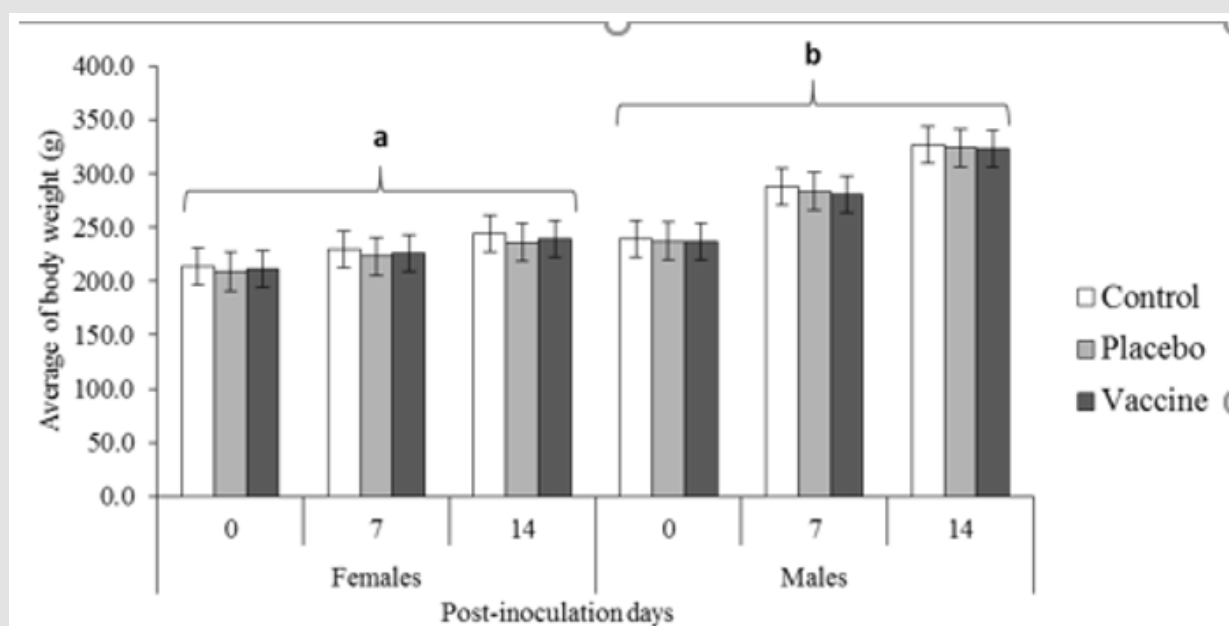 400.0
350.0
300.0
250.0
200.0
150.0
100.0
50.0
0.0
Average of body weight (g)
a
b
0 7 14 0 7 14
Females Males
Post-inoculation days
Control
Placebo
Vaccine (